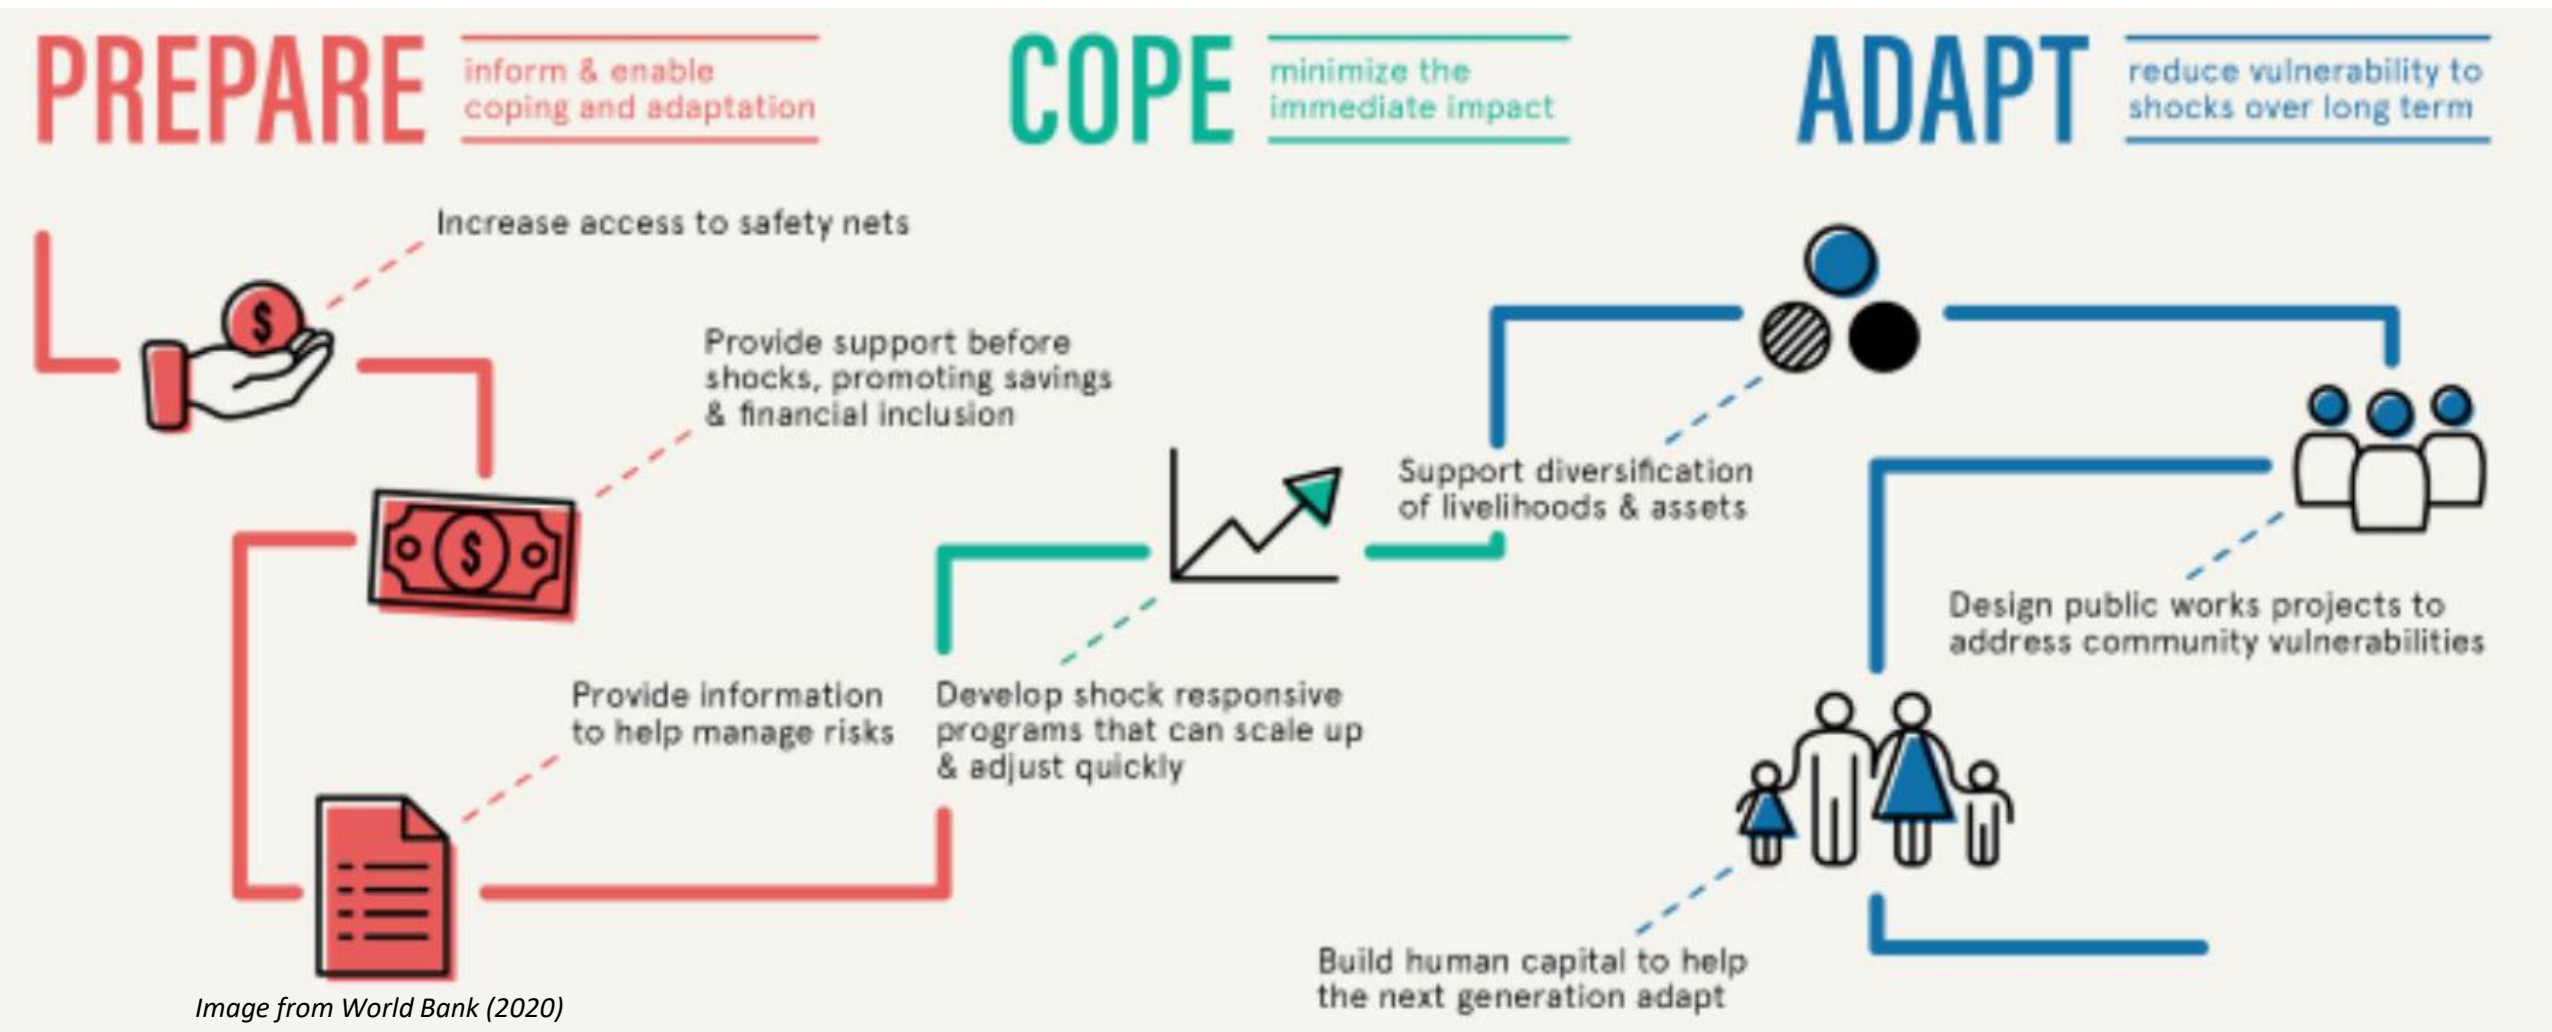 PREPARE
inform & enable
coping and adaptation
COPE
minimize the
immediate impact
ADAPT
reduce vulnerability to
shocks over long term
Increase access to safety nets
$
Provide support before
shocks, promoting savings
& financial inclusion
$
Provide information
to help manage risks
Develop shock responsive
programs that can scale up
& adjust quickly
Support diversification
of livelihoods & assets
Design public works projects to
address community vulnerabilities
Build human capital to help
the next generation adapt
Image from World Bank (2020)